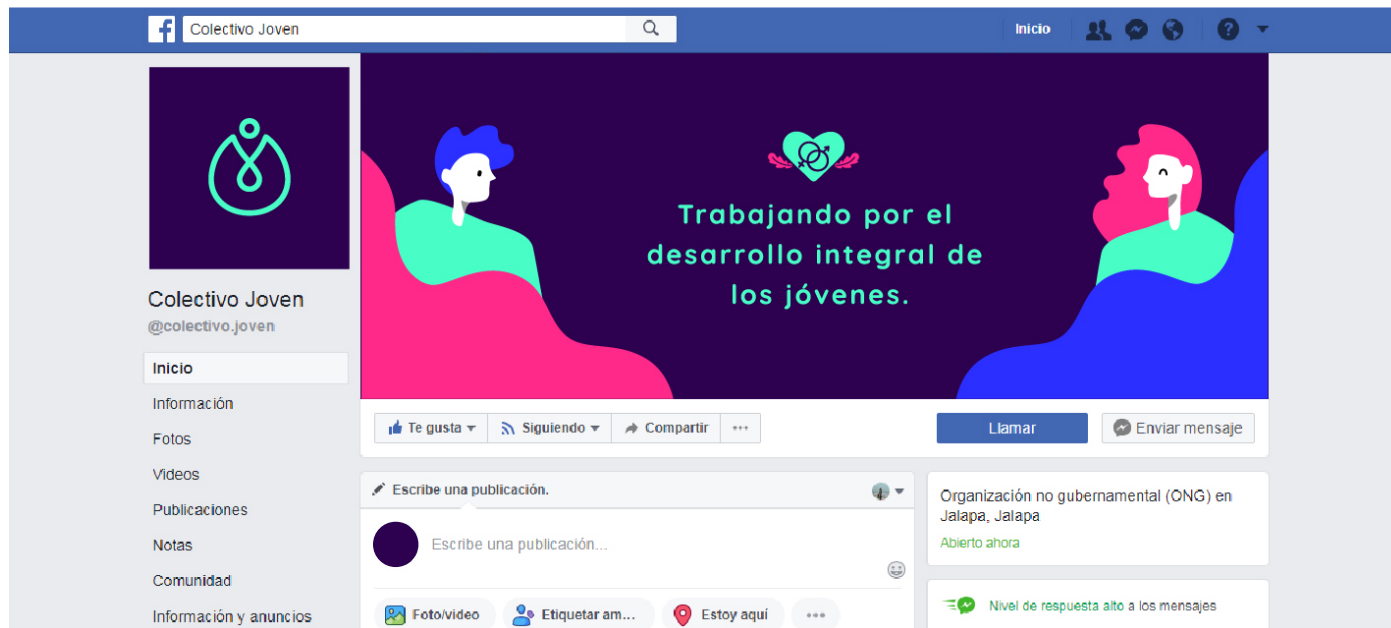 Colectivo Joven
Inicio
Colectivo Joven
@colectivo.joven
Inicio
Información
Fotos
Videos
Publicaciones
Notas
Comunidad
Información y anuncios
Trabajando por el
desarrollo integral de
los jóvenes.
Te gusta
Siguiendo
Compartir
Llamar
Enviar mensaje
Escribe una publicación.
Escribe una publicación...
Foto/video
Etiquetar am...
Estoy aquí
Organización no gubernamental (ONG) en
Jalapa, Jalapa
Abierto ahora
Nivel de respuesta alto a los mensajes